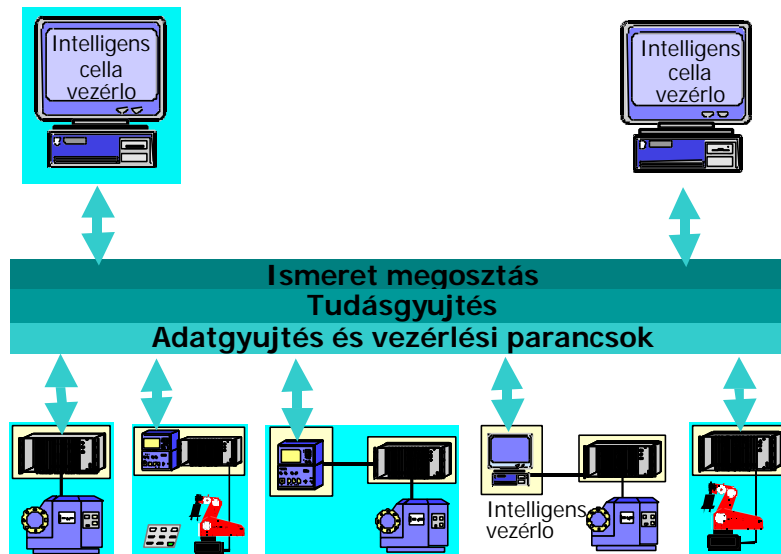 Intelligens
cella
vezérlo
Intelligens
cella
vezérlo
Ismeret megosztás
Tudásgyujtés
Adatgyujtés és vezérlési parancsok
Intelligens
vezérlo